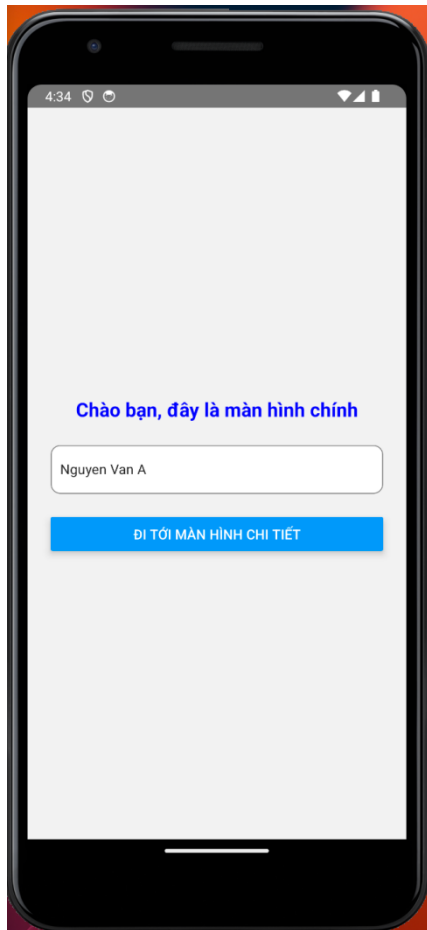 4:34
Chào bạn, đây là màn hình chính
Nguyen Van A
ĐI TỚI MÀN HÌNH CHI TIẾT